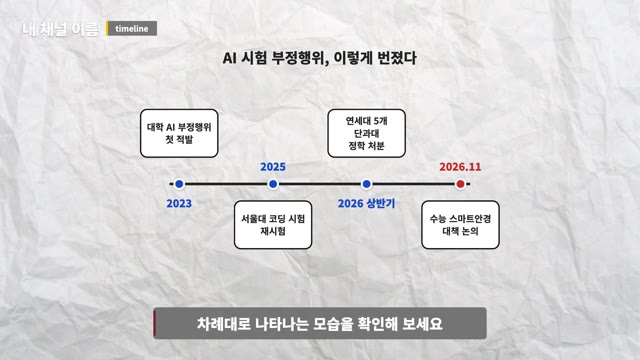 내 채널 이름
timeline
AI 시험 부정행위, 이렇게 번졌다
대학 AI 부정행위
첫 적발
2023
2025
서울대 코딩 시험
재시험
연세대 5개
단과대
정학 처분
2026 상반기
2026.11
수능 스마트안경
대책 논의
차례대로 나타나는 모습을 확인해 보세요